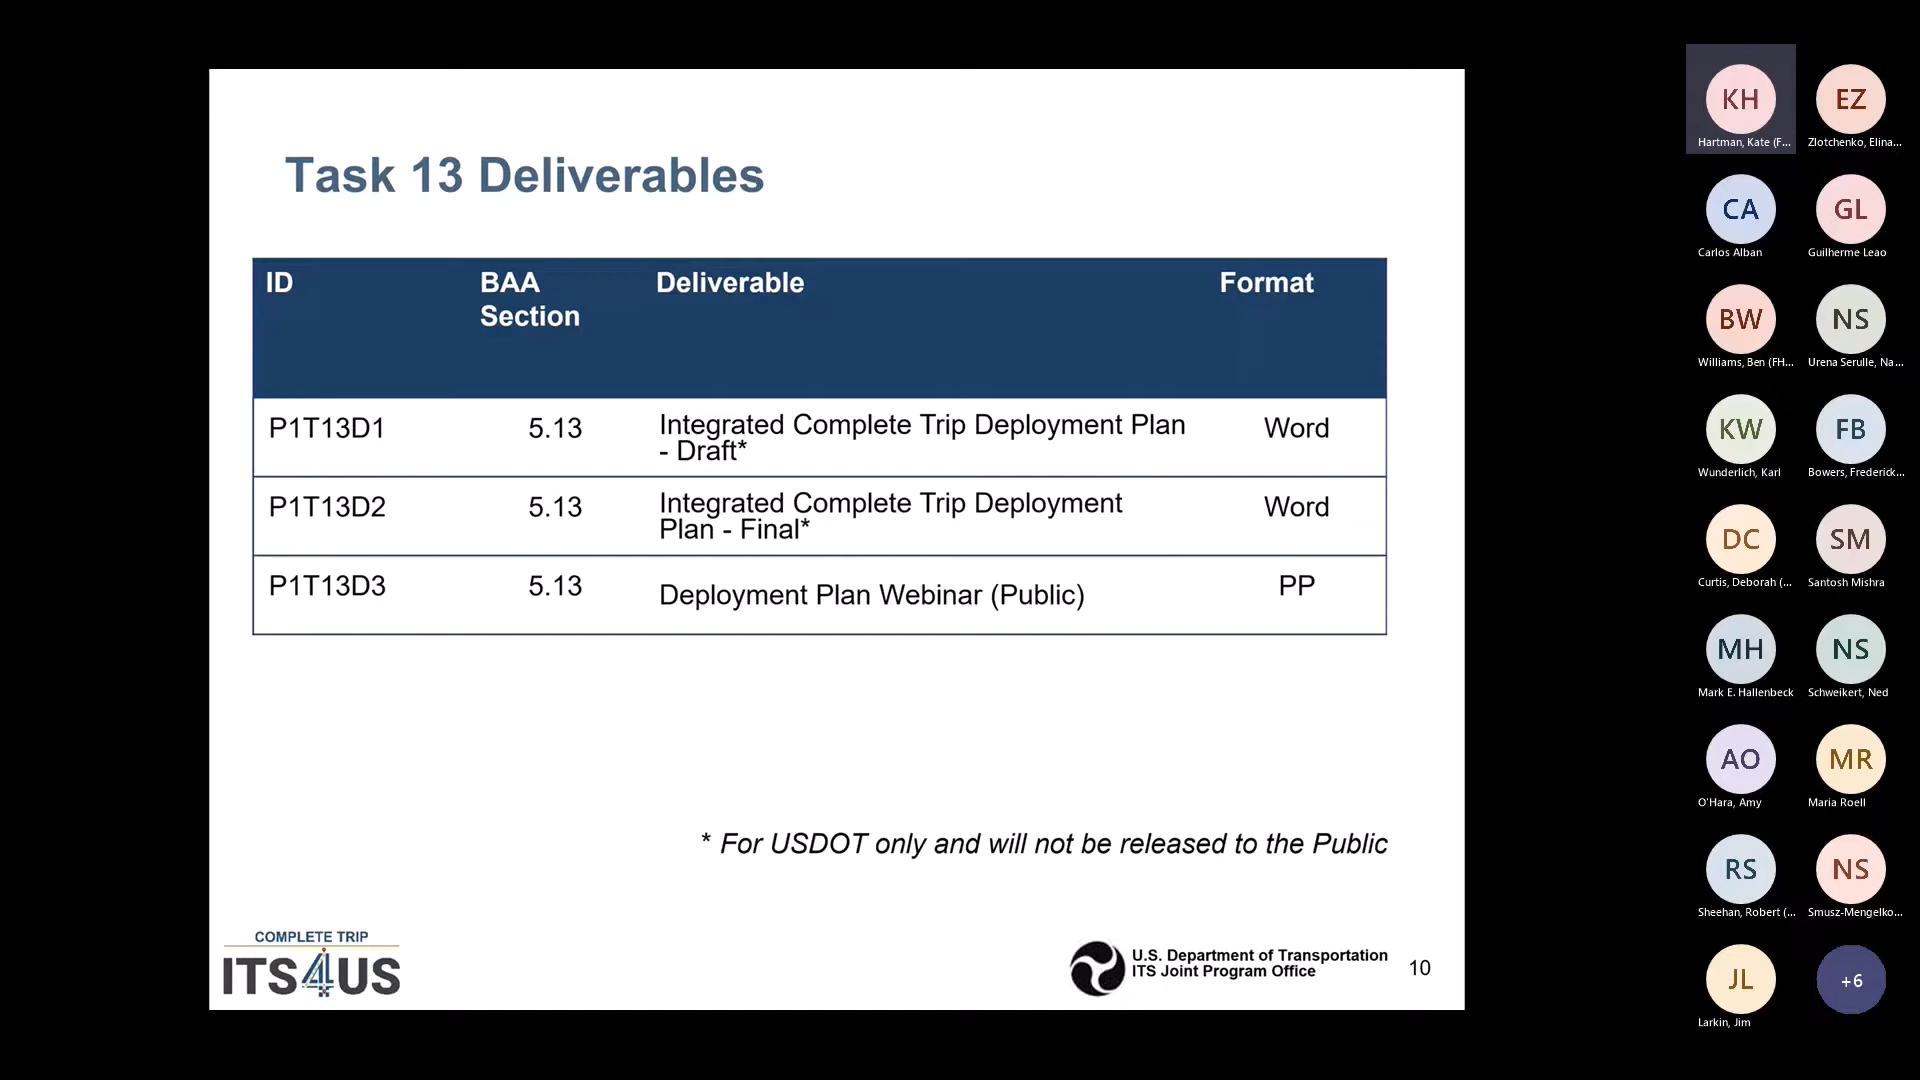 Task 13 Deliverables
ID
BAA
Section
Deliverable
Format
P1T13D1
5.13
Integrated Complete Trip Deployment Plan
- Draft*
Word
P1T13D2
5.13
Integrated Complete Trip Deployment
Plan - Final*
Word
P1T13D3
5.13
Deployment Plan Webinar (Public)
PP
* For USDOT only and will not be released to the Public
COMPLETE TRIP
ITS4US
U.S. Department of Transportation
ITS Joint Program Office
10
KH
Hartman, Kate (F...
EZ
Zlotchenko, Elina...
CA
Carlos Alban
GL
Guilherme Leao
BW
Williams, Ben (FH...
NS
Urena Serulle, Na...
KW
Wunderlich, Karl
FB
Bowers, Frederick...
DC
Curtis, Deborah (...
SM
Santosh Mishra
MH
Mark E. Hallenbeck
NS
Schweikert, Ned
AO
O'Hara, Amy
MR
Maria Roell
RS
Sheehan, Robert (...
NS
Smusz-Mengelko...
JL
Larkin, Jim
+6